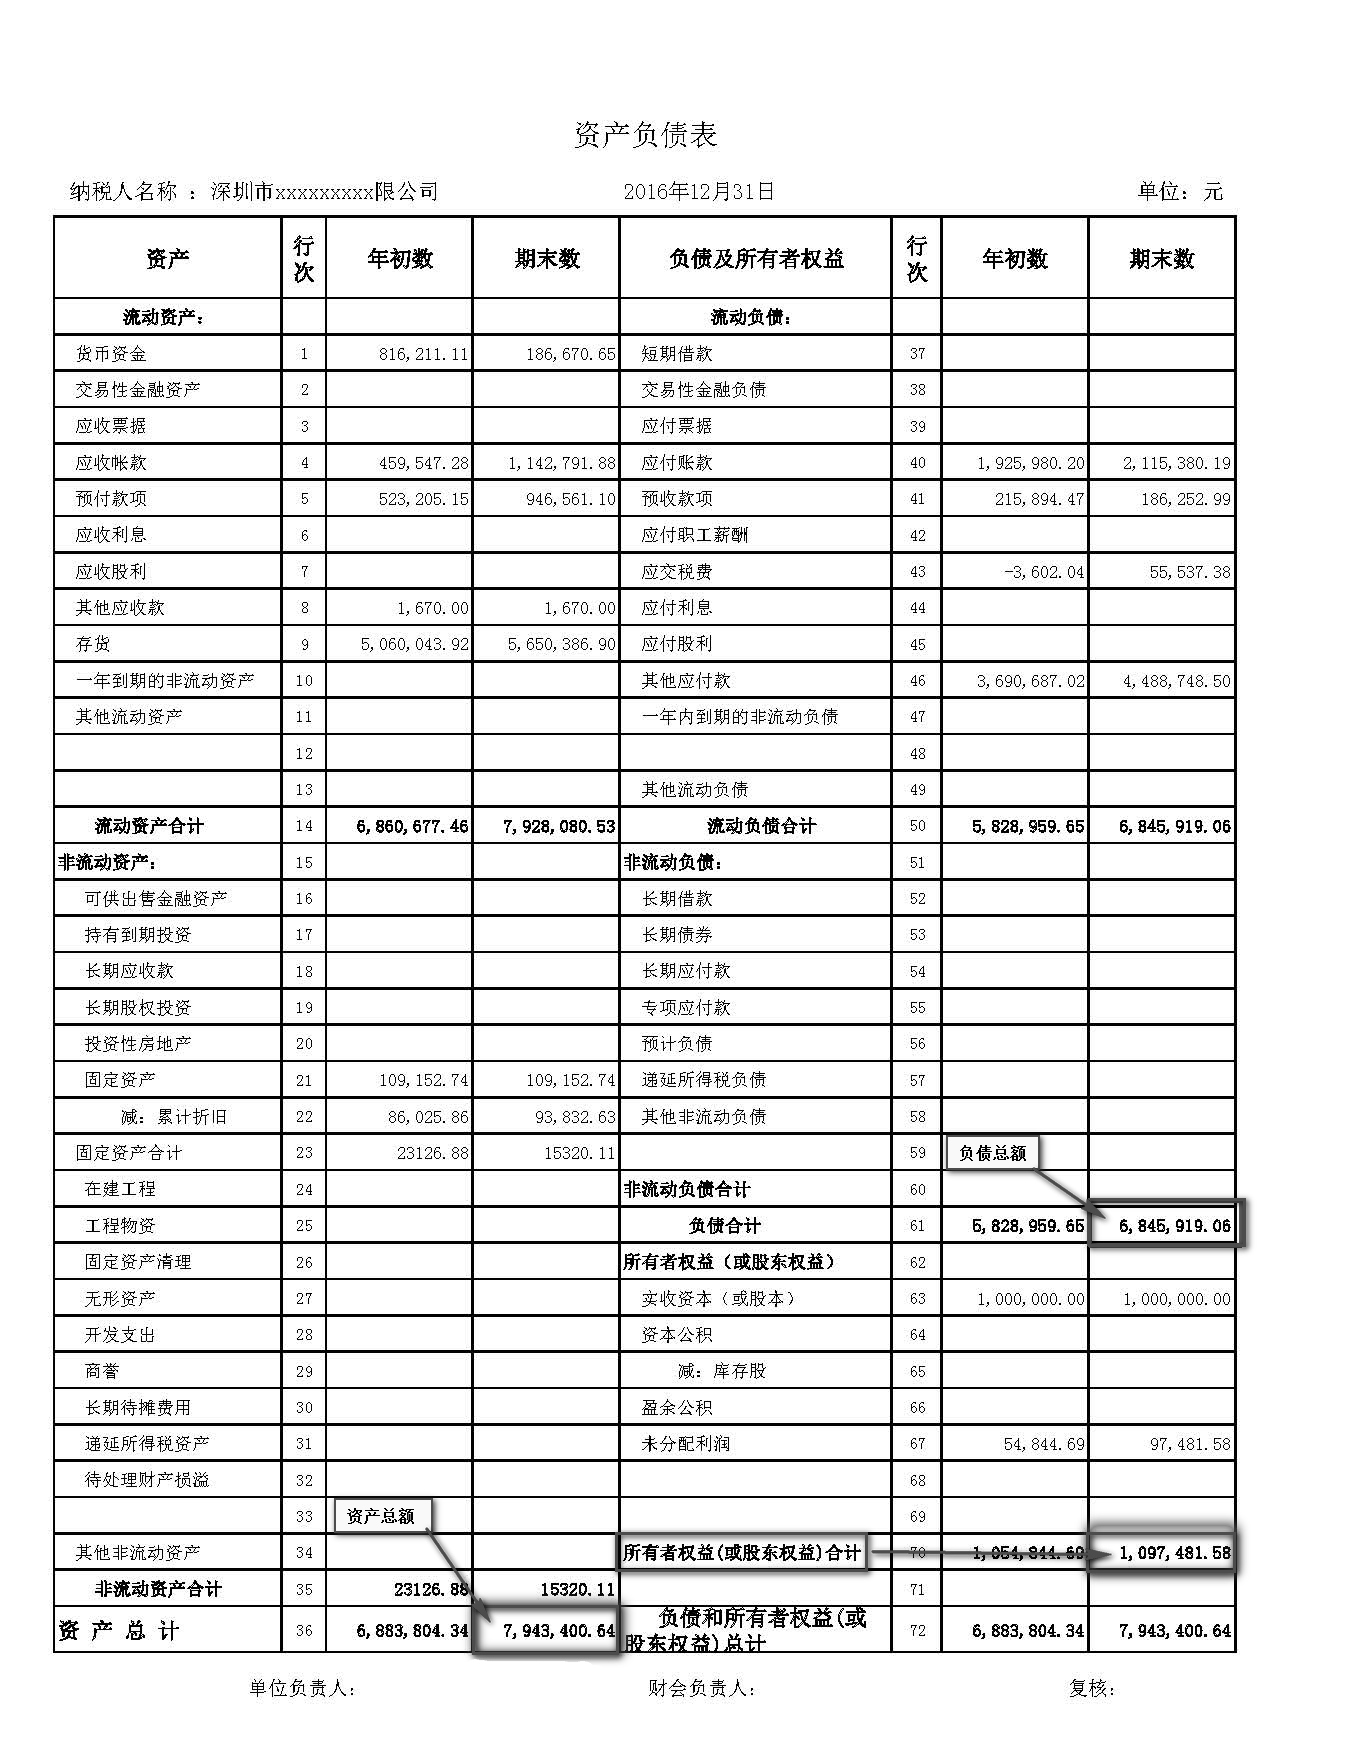 资产负债表
纳税人名称 ：深圳市xxxxxxxxx限公司 2016年12月31日 单位：元
资产 行次 年初数 期末数 负债及所有者权益 行次 年初数 期末数
流动资产： 流动负债：
货币资金 1 816,211.11 186,670.65 短期借款 37
交易性金融资产 2 交易性金融负债 38
应收票据 3 应付票据 39
应收帐款 4 459,547.28 1,142,791.88 应付账款 40 1,925,980.20 2,115,380.19
预付款项 5 523,205.15 946,561.10 预收款项 41 215,894.47 186,252.99
应收利息 6 应付职工薪酬 42
应收股利 7 应交税费 43 -3,602.04 55,537.38
其他应收款 8 1,670.00 1,670.00 应付利息 44
存货 9 5,060,043.92 5,650,386.90 应付股利 45
一年到期的非流动资产 10 其他应付款 46 3,690,687.02 4,488,748.50
其他流动资产 11 一年内到期的非流动负债 47
12 48
13 其他流动负债 49
流动资产合计 14 6,860,677.46 7,928,080.53 流动负债合计 50 5,828,959.65 6,845,919.06
非流动资产： 15 非流动负债： 51
可供出售金融资产 16 长期借款 52
持有到期投资 17 长期债券 53
长期应收款 18 长期应付款 54
长期股权投资 19 专项应付款 55
投资性房地产 20 预计负债 56
固定资产 21 109,152.74 109,152.74 递延所得税负债 57
减：累计折旧 22 86,025.86 93,832.63 其他非流动负债 58
固定资产合计 23 23126.88 15320.11 59 负债总额
在建工程 24 非流动负债合计 60
工程物资 25 负债合计 61 5,828,959.65 6,845,919.06
固定资产清理 26 所有者权益（或股东权益） 62
无形资产 27 实收资本（或股本） 63 1,000,000.00 1,000,000.00
开发支出 28 资本公积 64
商誉 29 减：库存股 65
长期待摊费用 30 盈余公积 66
递延所得税资产 31 未分配利润 67 54,844.69 97,481.58
待处理财产损溢 32 68
33 资产总额 69
其他非流动资产 34 所有者权益(或股东权益)合计 70 1,054,844.69 1,097,481.58
非流动资产合计 35 23126.88 15320.11 71
资 产 总 计 36 6,883,804.34 7,943,400.64 负债和所有者权益(或股东权益)总计 72 6,883,804.34 7,943,400.64
单位负责人： 财会负责人： 复核：